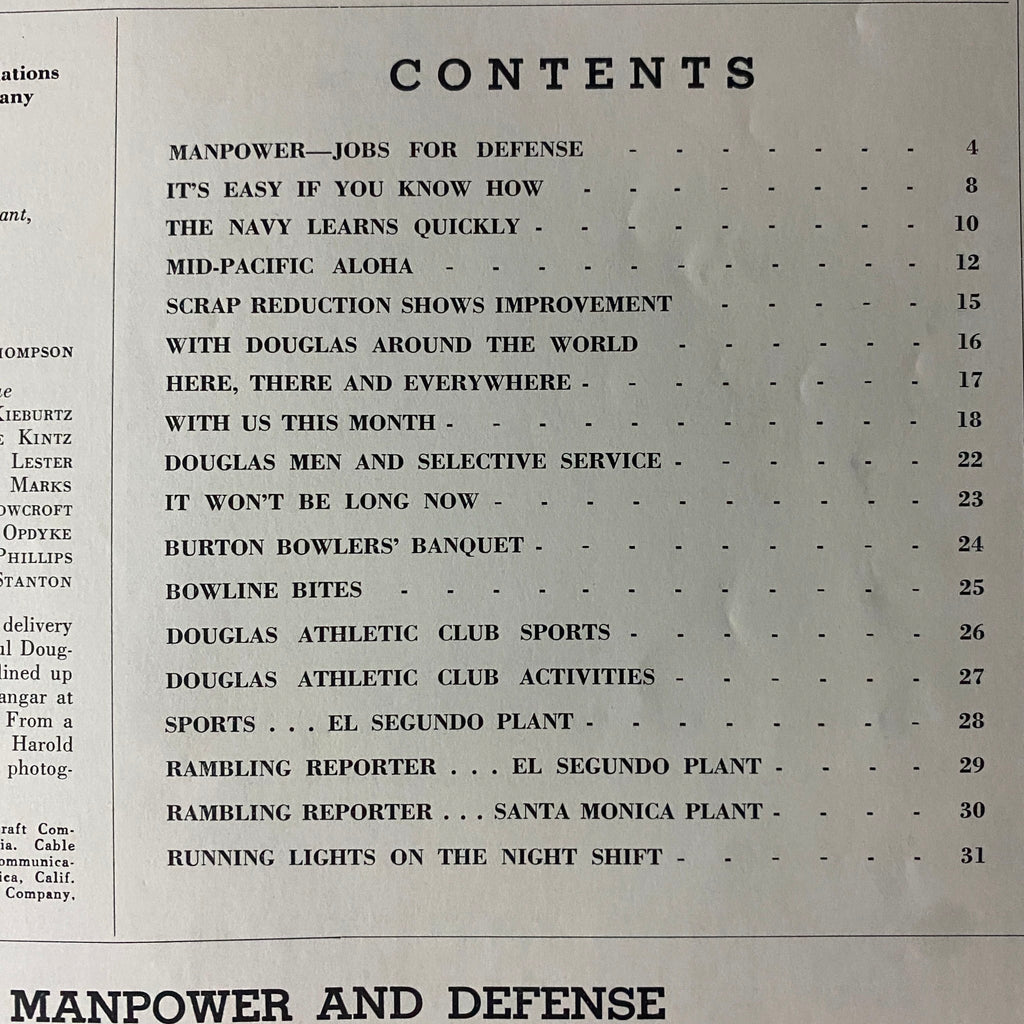 ations
any
ant,
HOMPSON
ue
KIEBURTZ
E KINTZ
LESTER
MARKS
OWCROFT
OPDYKE
PHILLIPS
STANTON
delivery
ul Doug-
lined up
angar at
From a
Harold
photog-
raft Com-
ia. Cable
ommunica-
ica, Calif.
Company,
CONTENTS
MANPOWER—JOBS FOR DEFENSE - - - - - - - 4
IT'S EASY IF YOU KNOW HOW - - - - - - - - 8
THE NAVY LEARNS QUICKLY - - - - - - - - - 10
MID-PACIFIC ALOHA - - - - - - - - - - - 12
SCRAP REDUCTION SHOWS IMPROVEMENT - - - - - 15
WITH DOUGLAS AROUND THE WORLD - - - - - - 16
HERE, THERE AND EVERYWHERE - - - - - - - - 17
WITH US THIS MONTH - - - - - - - - - - - 18
DOUGLAS MEN AND SELECTIVE SERVICE - - - - - - 22
IT WON'T BE LONG NOW - - - - - - - - - - 23
BURTON BOWLERS' BANQUET - - - - - - - - - 24
BOWLINE BITES - - - - - - - - - - - - 25
DOUGLAS ATHLETIC CLUB SPORTS - - - - - - - 26
DOUGLAS ATHLETIC CLUB ACTIVITIES - - - - - - 27
SPORTS . . . EL SEGUNDO PLANT - - - - - - - - 28
RAMBLING REPORTER . . . EL SEGUNDO PLANT - - - - 29
RAMBLING REPORTER . . . SANTA MONICA PLANT - - - - 30
RUNNING LIGHTS ON THE NIGHT SHIFT - - - - - - 31
MANPOWER AND DEFENSE